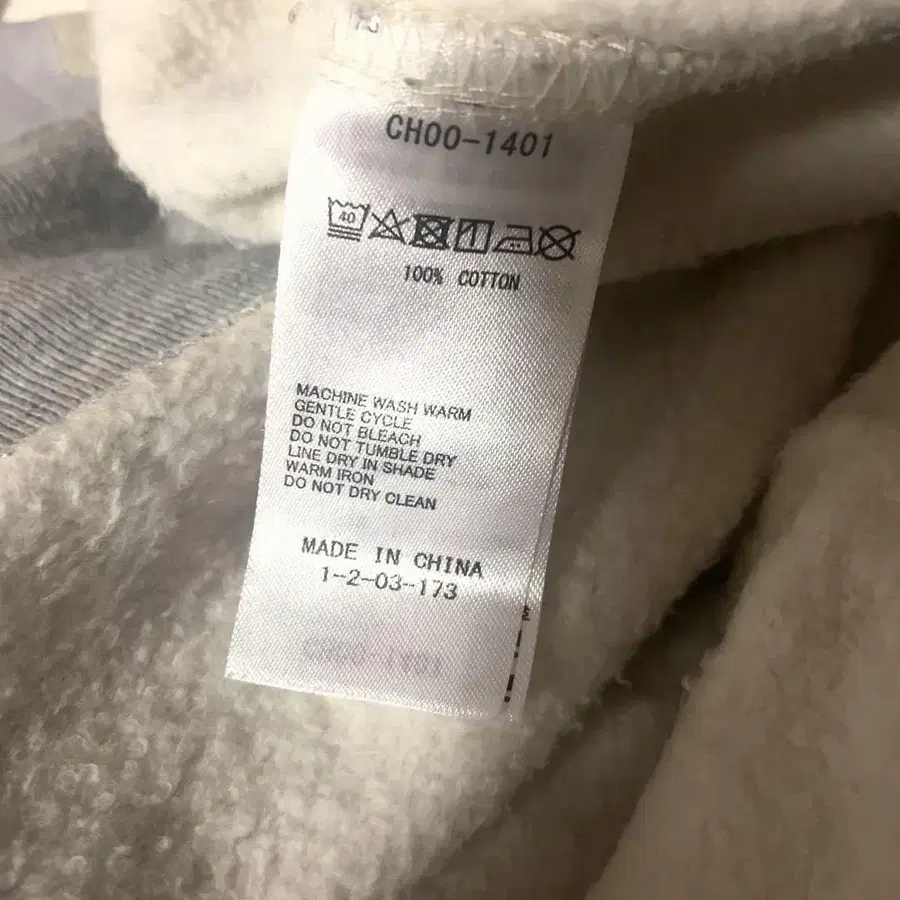 CH00-1401
40
100% COTTON
MACHINE WASH WARM
GENTLE CYCLE
DO NOT BLEACH
DO NOT TUMBLE DRY
LINE DRY IN SHADE
WARM IRON
DO NOT DRY CLEAN
MADE IN CHINA
1-2-03-173